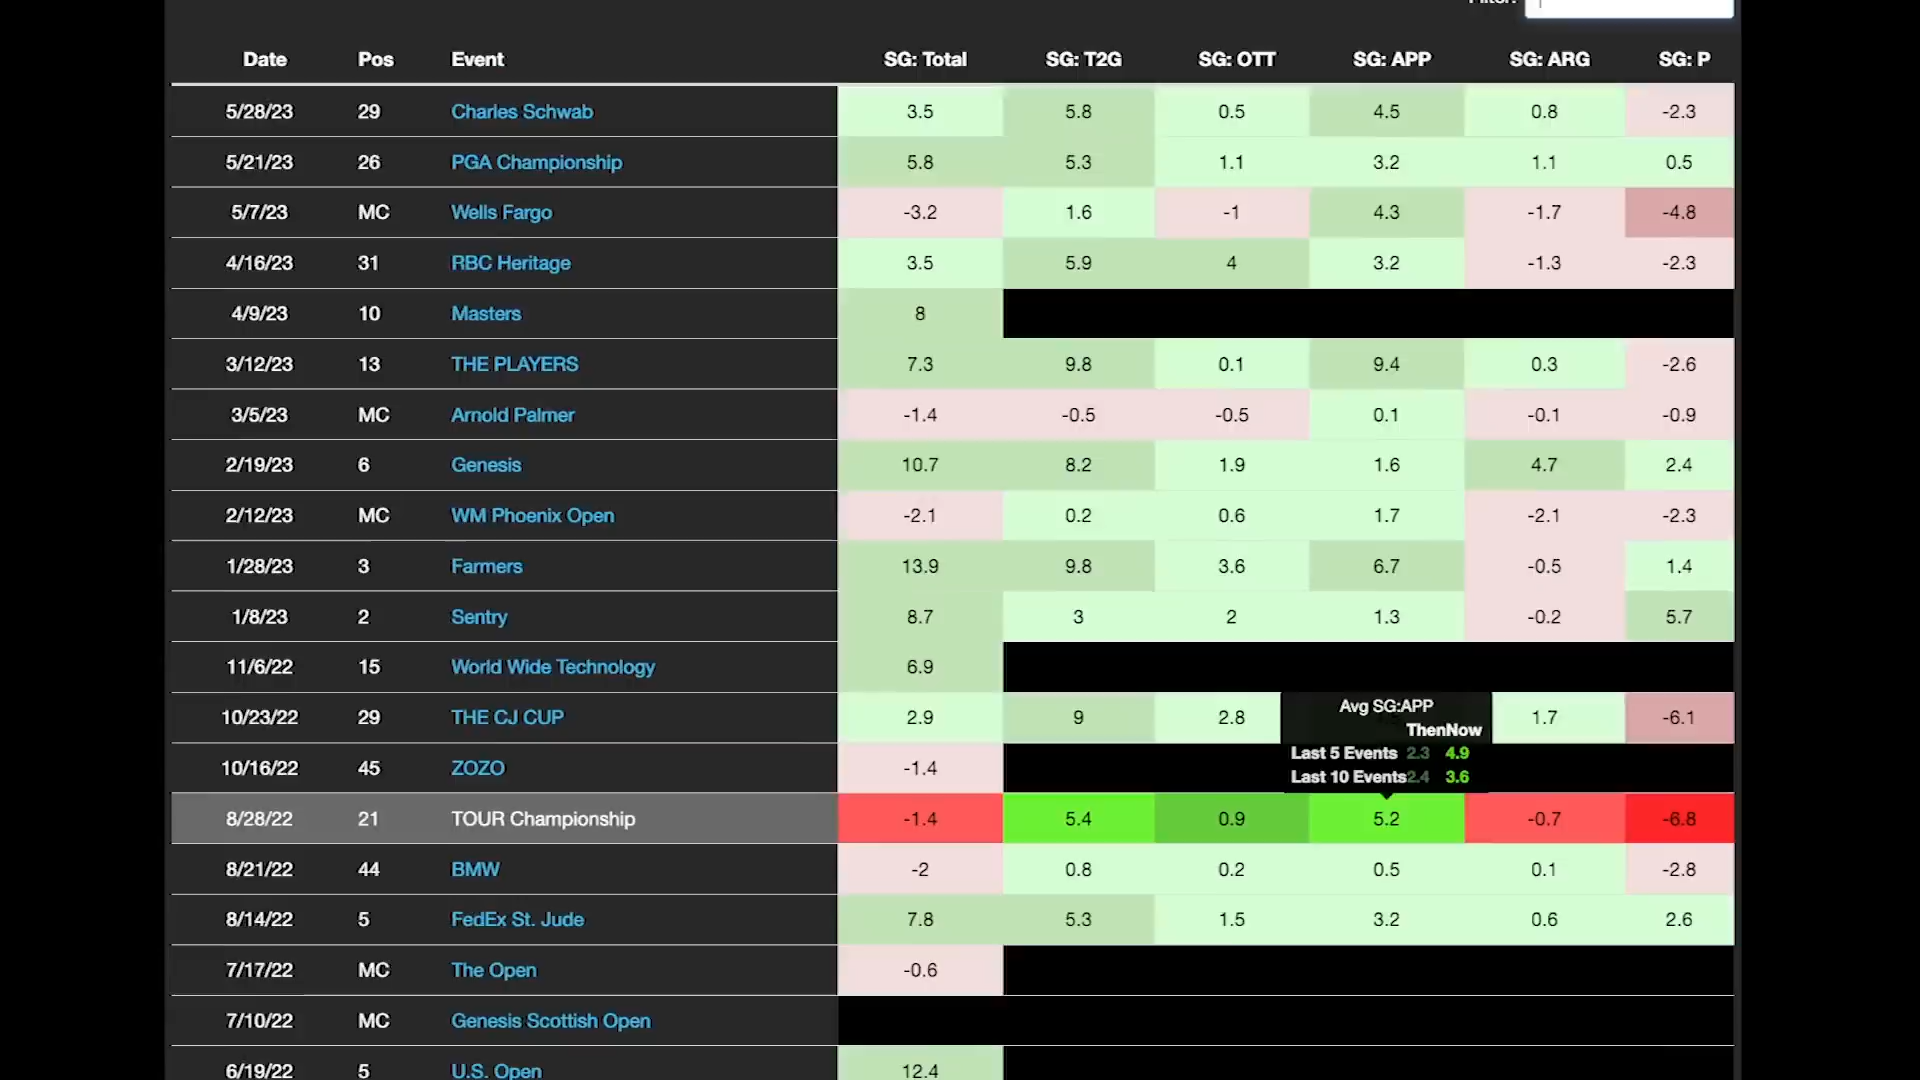 Filter:
Date Pos Event SG: Total SG: T2G SG: OTT SG: APP SG: ARG SG: P
5/28/23 29 Charles Schwab 3.5 5.8 0.5 4.5 0.8 -2.3
5/21/23 26 PGA Championship 5.8 5.3 1.1 3.2 1.1 0.5
5/7/23 MC Wells Fargo -3.2 1.6 -1 4.3 -1.7 -4.8
4/16/23 31 RBC Heritage 3.5 5.9 4 3.2 -1.3 -2.3
4/9/23 10 Masters 8
3/12/23 13 THE PLAYERS 7.3 9.8 0.1 9.4 0.3 -2.6
3/5/23 MC Arnold Palmer -1.4 -0.5 -0.5 0.1 -0.1 -0.9
2/19/23 6 Genesis 10.7 8.2 1.9 1.6 4.7 2.4
2/12/23 MC WM Phoenix Open -2.1 0.2 0.6 1.7 -2.1 -2.3
1/28/23 3 Farmers 13.9 9.8 3.6 6.7 -0.5 1.4
1/8/23 2 Sentry 8.7 3 2 1.3 -0.2 5.7
11/6/22 15 World Wide Technology 6.9
10/23/22 29 THE CJ CUP 2.9 9 2.8 1.7 -6.1
Avg SG:APP
ThenNow
Last 5 Events 2.3 4.9
Last 10 Events2.4 3.6
10/16/22 45 ZOZO -1.4
8/28/22 21 TOUR Championship -1.4 5.4 0.9 5.2 -0.7 -6.8
8/21/22 44 BMW -2 0.8 0.2 0.5 0.1 -2.8
8/14/22 5 FedEx St. Jude 7.8 5.3 1.5 3.2 0.6 2.6
7/17/22 MC The Open -0.6
7/10/22 MC Genesis Scottish Open
6/19/22 5 U.S. Open 12.4